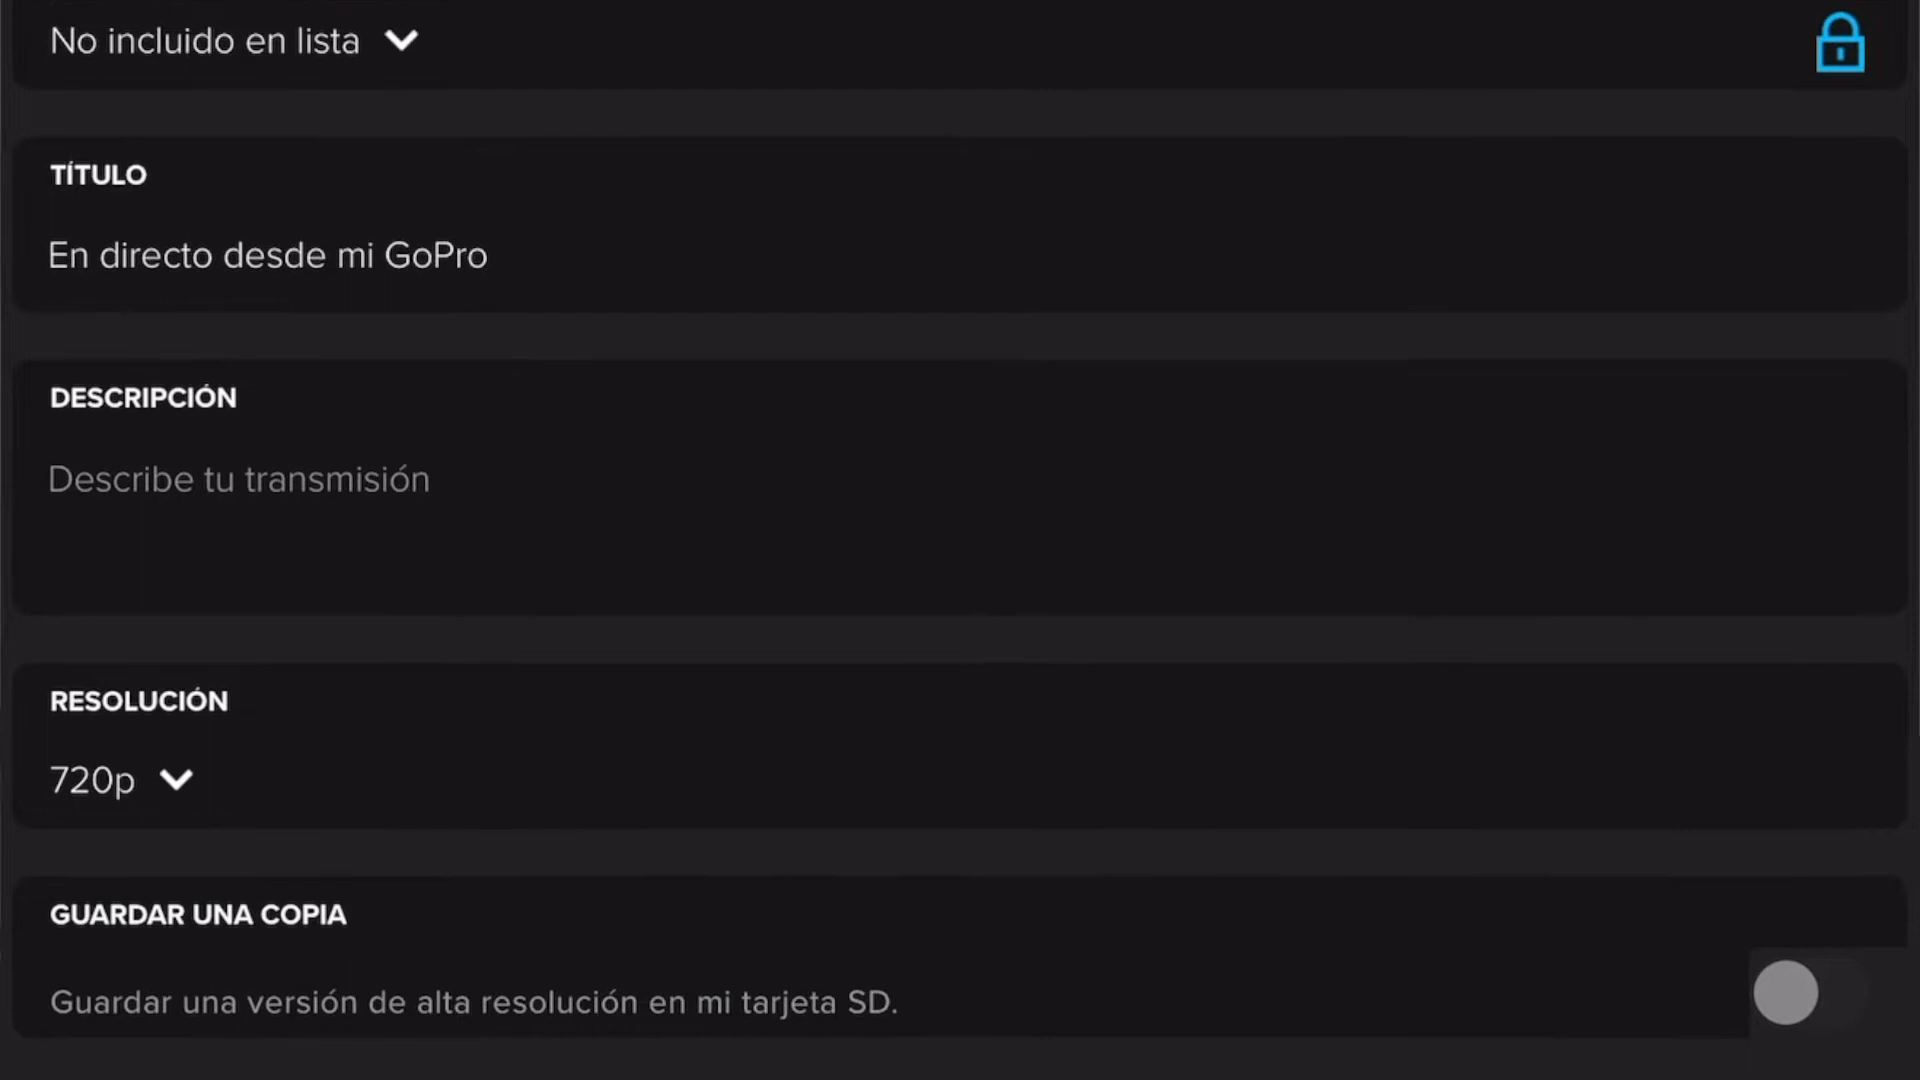 No incluido en lista
TÍTULO
En directo desde mi GoPro
DESCRIPCIÓN
Describe tu transmisión
RESOLUCIÓN
720p
GUARDAR UNA COPIA
Guardar una versión de alta resolución en mi tarjeta SD.